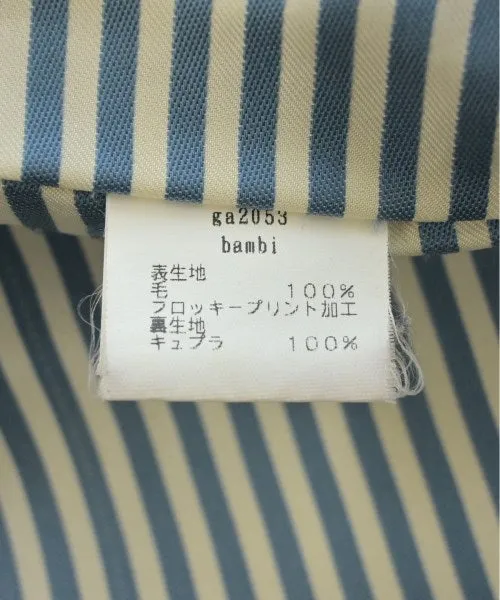 ga2053
bambi
表生地
毛 100%
フロッキープリント加工
裏生地
キュプラ 100%